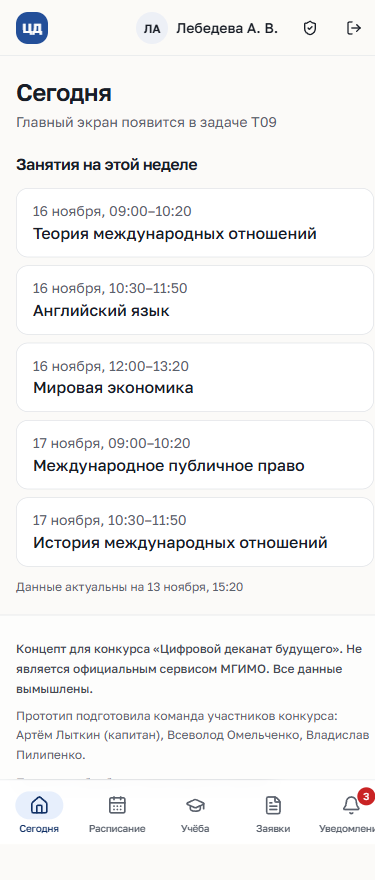 ЦД
ЛА
Лебедева А. В.
Сегодня
Главный экран появится в задаче T09
Занятия на этой неделе
16 ноября, 09:00–10:20
Теория международных отношений
16 ноября, 10:30–11:50
Английский язык
16 ноября, 12:00–13:20
Мировая экономика
17 ноября, 09:00–10:20
Международное публичное право
17 ноября, 10:30–11:50
История международных отношений
Данные актуальны на 13 ноября, 15:20
Концепт для конкурса «Цифровой деканат будущего». Не
является официальным сервисом МГИМО. Все данные
вымышлены.
Прототип подготовила команда участников конкурса:
Артём Лыткин (капитан), Всеволод Омельченко, Владислав
Пилипенко.
3
Сегодня
Расписание
Учёба
Заявки
Уведомлени